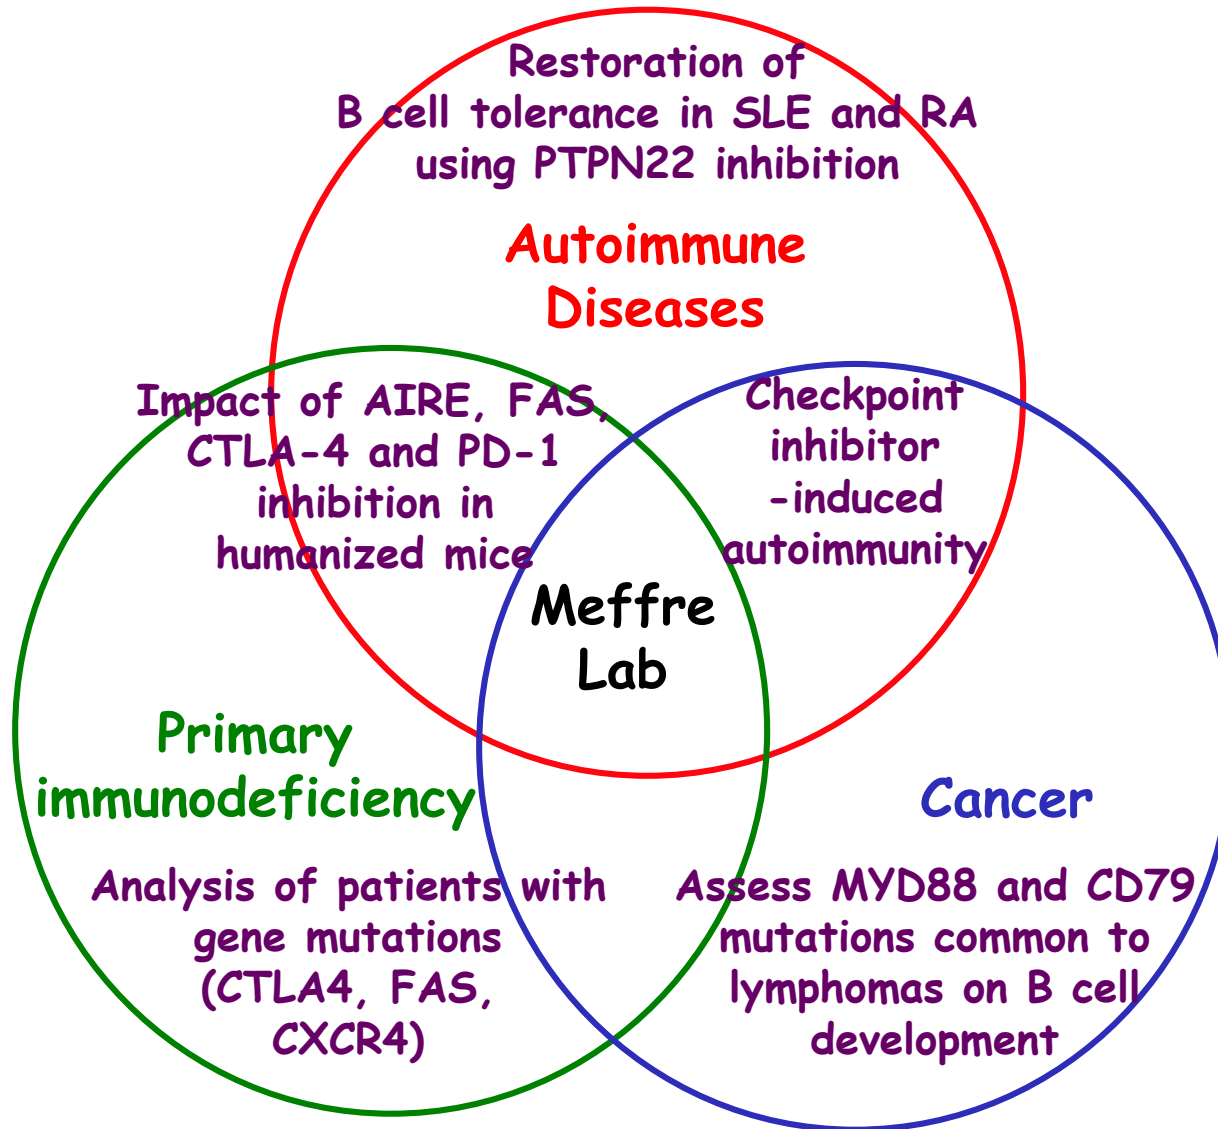 Restoration of
B cell tolerance in SLE and RA
using PTPN22 inhibition
Autoimmune
Diseases
Impact of AIRE, FAS,
CTLA-4 and PD-1
inhibition in
humanized mice
Checkpoint
inhibitor
-induced
autoimmunity
Meffre
Lab
Primary
immunodeficiency
Cancer
Analysis of patients with
gene mutations
(CTLA4, FAS,
CXCR4)
Assess MYD88 and CD79
mutations common to
lymphomas on B cell
development